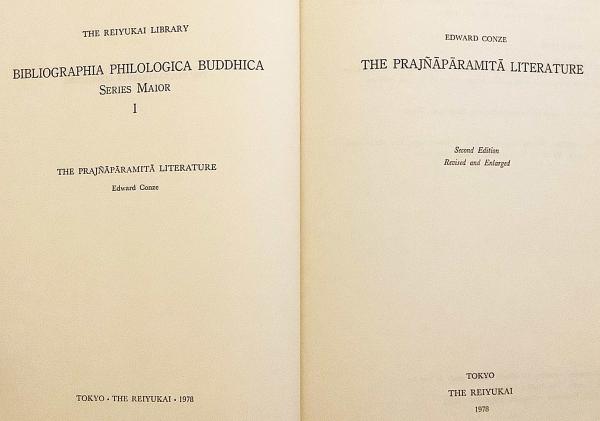 THE REIYUKAI LIBRARY
BIBLIOGRAPHIA PHILOLOGICA BUDDHICA
SERIES MAIOR
I
THE PRAJÑĀPĀRAMITĀ LITERATURE
Edward Conze
TOKYO・THE REIYUKAI・1978
EDWARD CONZE
THE PRAJÑĀPĀRAMITĀ LITERATURE
Second Edition
Revised and Enlarged
TOKYO
THE REIYUKAI
1978